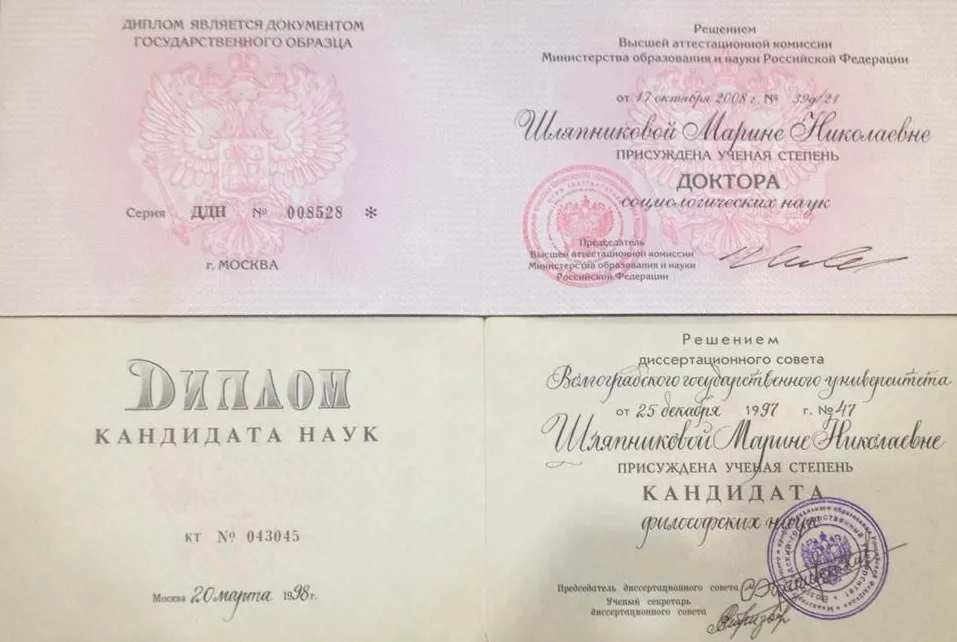 ДИПЛОМ ЯВЛЯЕТСЯ ДОКУМЕНТОМ
ГОСУДАРСТВЕННОГО ОБРАЗЦА
Серия ДДН № 008528 *
г. МОСКВА
Решением
Высшей аттестационной комиссии
Министерства образования и науки Российской Федерации
от 17 октября 2008 г. № 39д/21
Шляпниковой Марине Николаевне
ПРИСУЖДЕНА УЧЕНАЯ СТЕПЕНЬ
ДОКТОРА
социологических наук
Председатель
Высшей аттестационной комиссии
Министерства образования и науки
Российской Федерации
ДИПЛОМ
КАНДИДАТА НАУК
КТ № 043045
Москва 20 марта 1998 г.
Решением
диссертационного совета
Волгоградского государственного университета
от 25 декабря 1997 г. № 47
Шляпниковой Марине Николаевне
ПРИСУЖДЕНА УЧЕНАЯ СТЕПЕНЬ
КАНДИДАТА
философских наук
Председатель диссертационного совета
Ученый секретарь
диссертационного совета